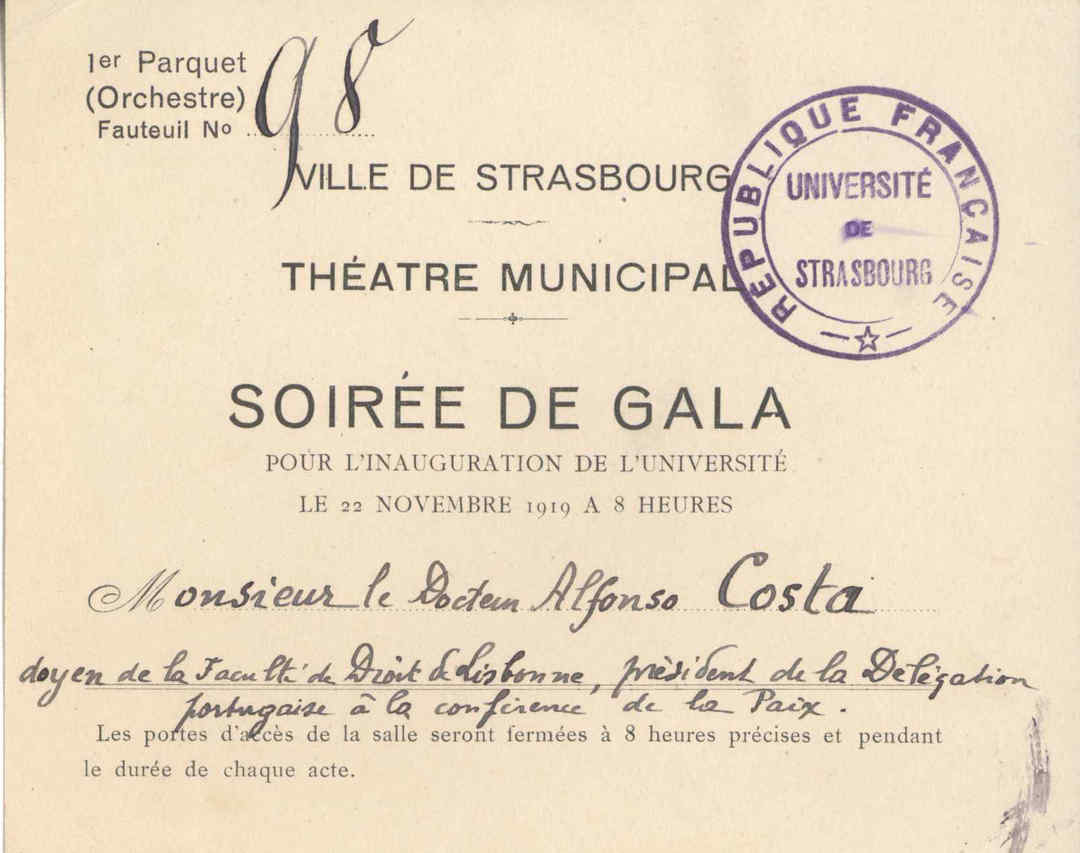 1er Parquet
(Orchestre)
Fauteuil No 98
VILLE DE STRASBOURG
RÉPUBLIQUE FRANÇAISE
UNIVERSITÉ
DE
STRASBOURG
THÉATRE MUNICIPAL
SOIRÉE DE GALA
POUR L'INAUGURATION DE L'UNIVERSITÉ
LE 22 NOVEMBRE 1919 A 8 HEURES
Monsieur le Docteur Alfonso Costa
doyen de la Faculté de Droit de Lisbonne, président de la Délégation
portugaise à la conférence de la Paix.
Les portes d'accès de la salle seront fermées à 8 heures précises et pendant
le durée de chaque acte.